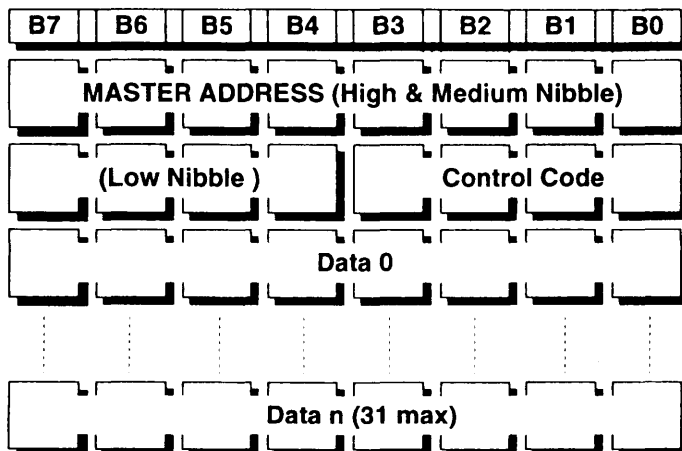 B7 B6 B5 B4 B3 B2 B1 B0
MASTER ADDRESS (High & Medium Nibble)
(Low Nibble ) Control Code
Data 0
Data n (31 max)